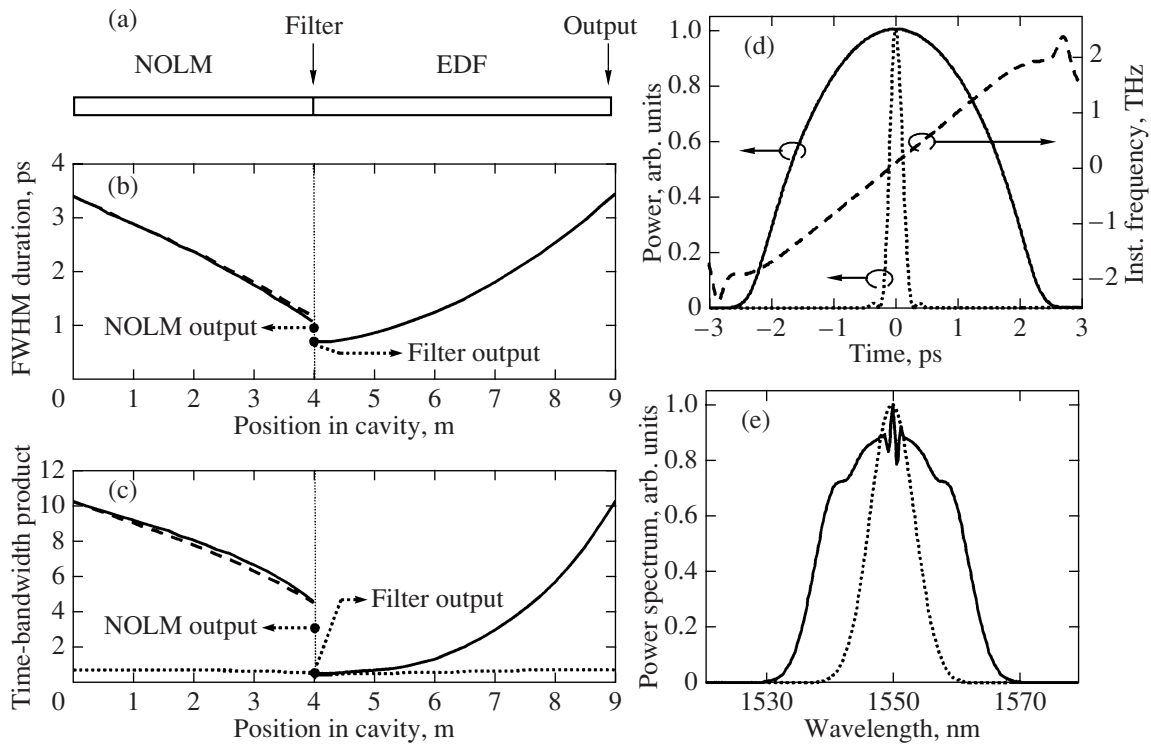 (a)
Filter
Output
NOLM
EDF
(b)
FWHM duration, ps
4
3
2
1
0
NOLM output
Filter output
0 1 2 3 4 5 6 7 8 9
Position in cavity, m
(c)
Time-bandwidth product
12
10
8
6
4
2
Filter output
NOLM output
0 1 2 3 4 5 6 7 8 9
Position in cavity, m
(d)
Power, arb. units
1.0
0.8
0.6
0.4
0.2
0
Inst. frequency, THz
2
1
0
−1
−2
−3 −2 −1 0 1 2 3
Time, ps
(e)
Power spectrum, arb. units
1.0
0.8
0.6
0.4
0.2
0
1530 1550 1570
Wavelength, nm